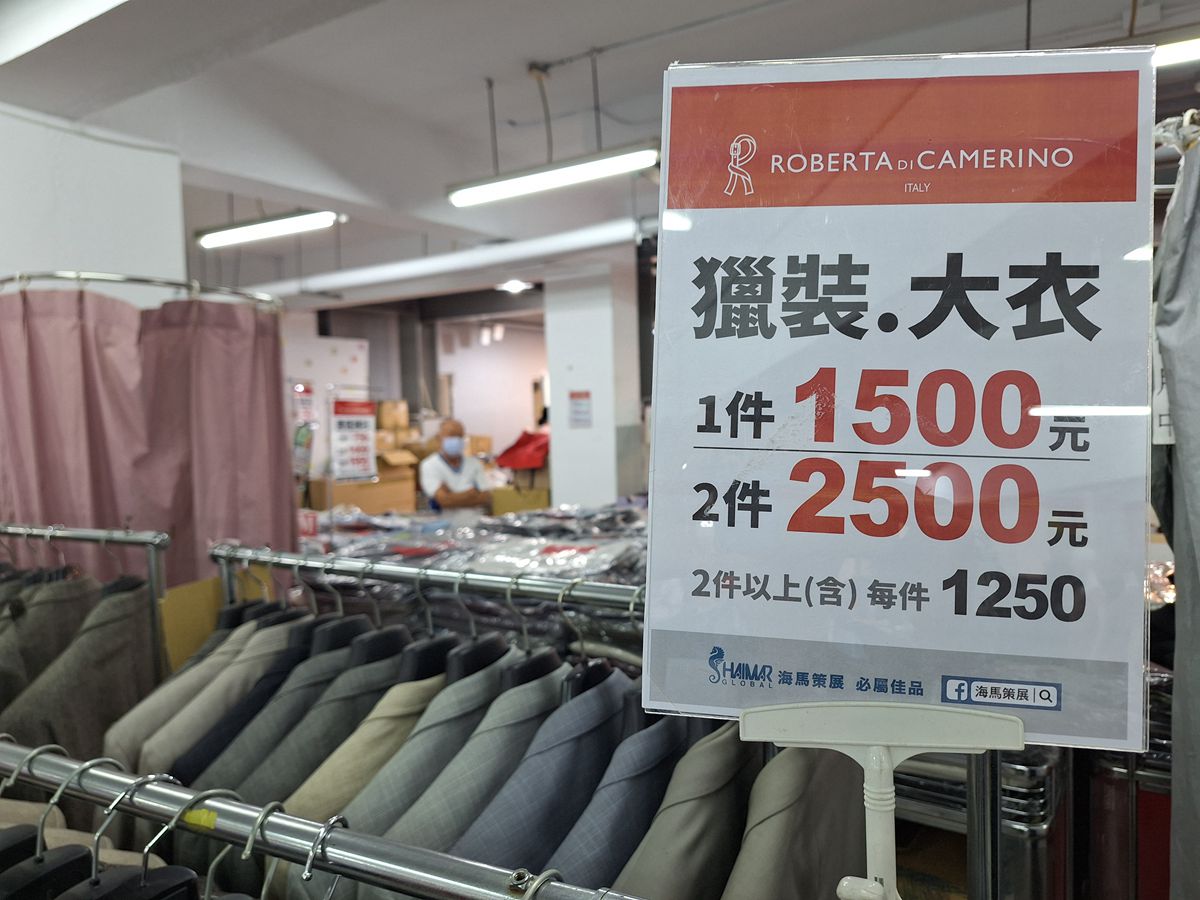 ROBERTA DI CAMERINO
ITALY
獵裝.大衣
1件 1500元
2件 2500元
2件以上(含) 每件 1250
HAIMAR GLOBAL 海馬策展 必屬佳品 f 海馬策展